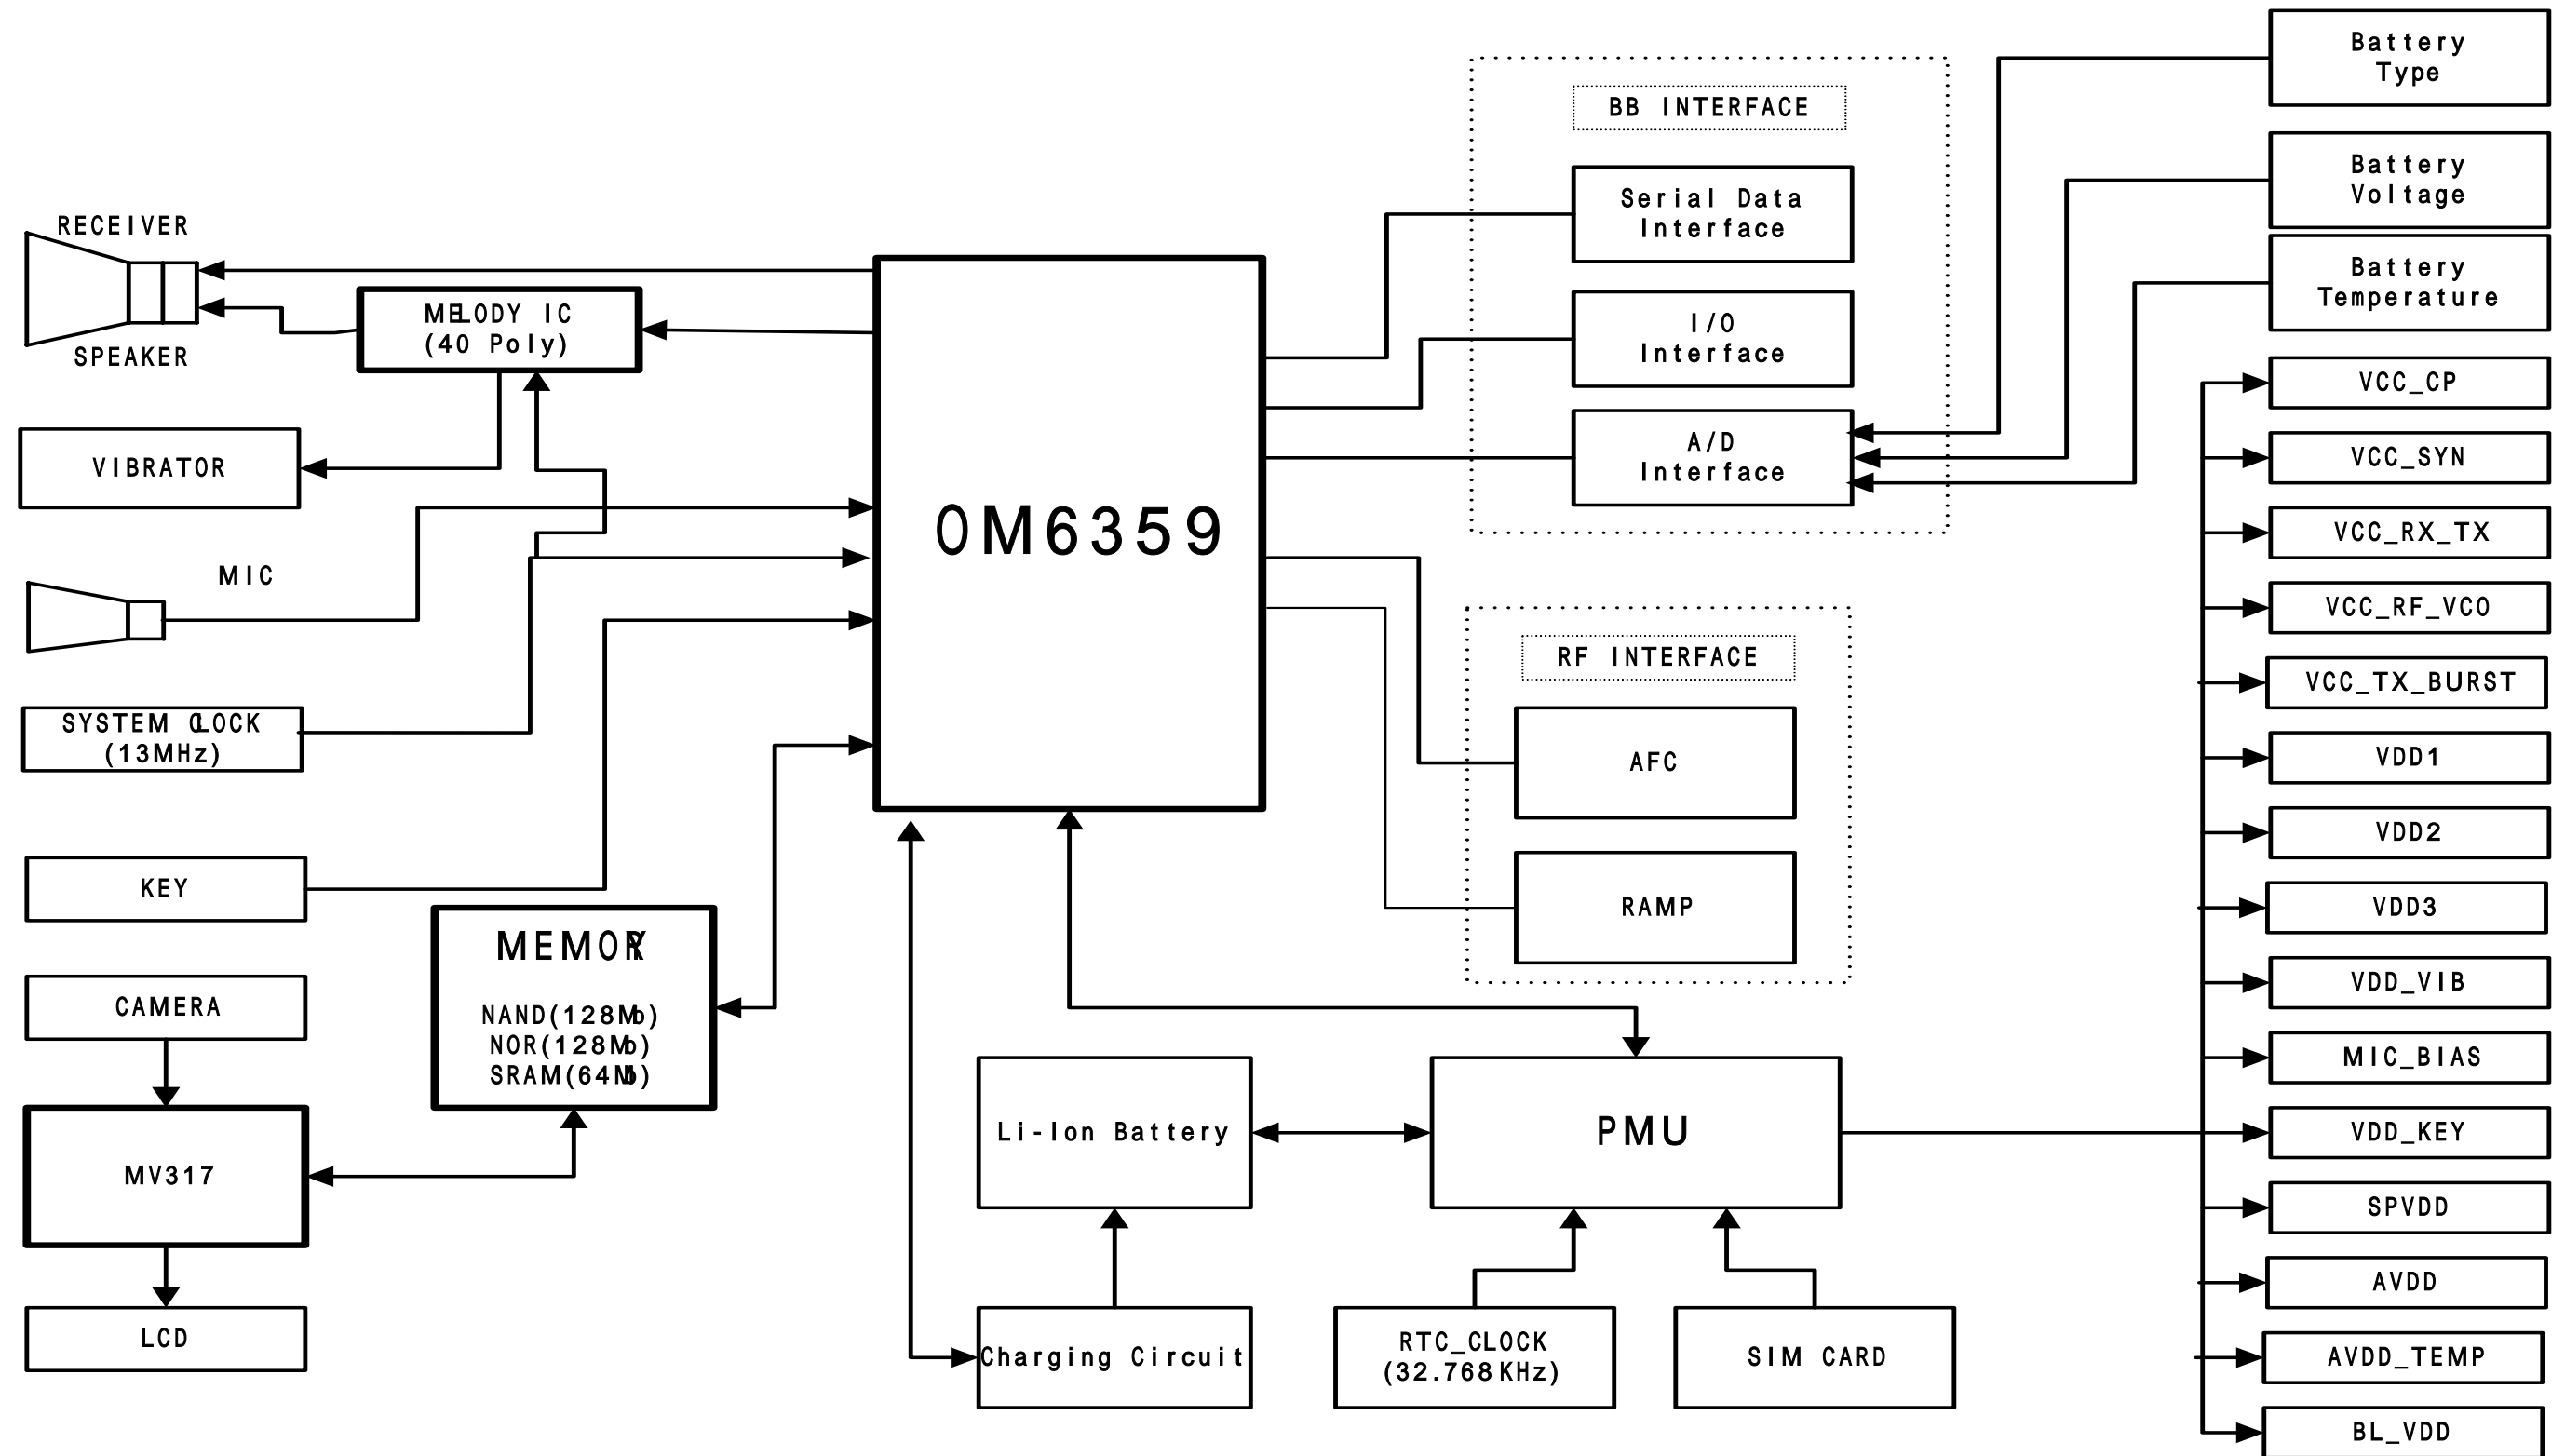 RECEIVER
SPEAKER
MELODY IC
(40 Poly)
VIBRATOR
MIC
SYSTEM CLOCK
(13MHz)
KEY
CAMERA
MV317
LCD
MEMORY
NAND(128Mb)
NOR(128Mb)
SRAM(64Mb)
OM6359
BB INTERFACE
Serial Data
Interface
I/O
Interface
A/D
Interface
RF INTERFACE
AFC
RAMP
Li-Ion Battery
PMU
Charging Circuit
RTC_CLOCK
(32.768KHz)
SIM CARD
Battery
Type
Battery
Voltage
Battery
Temperature
VCC_CP
VCC_SYN
VCC_RX_TX
VCC_RF_VCO
VCC_TX_BURST
VDD1
VDD2
VDD3
VDD_VIB
MIC_BIAS
VDD_KEY
SPVDD
AVDD
AVDD_TEMP
BL_VDD